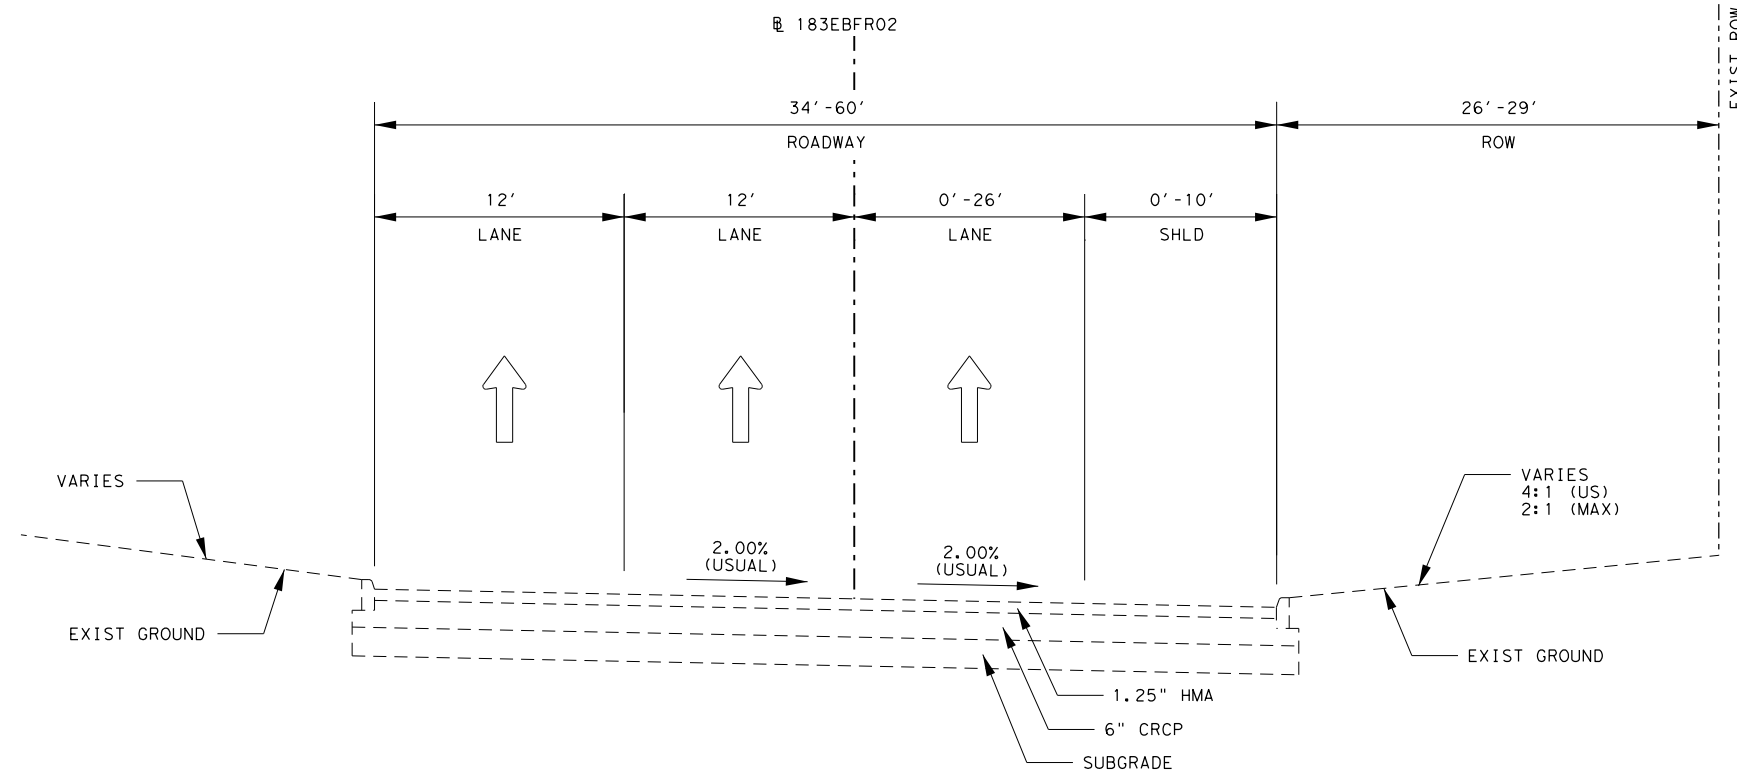 ℄ 183EBFR02
EXIST ROW
34'-60'
ROADWAY
26'-29'
ROW
12'
LANE
12'
LANE
0'-26'
LANE
0'-10'
SHLD
VARIES
VARIES
4:1 (US)
2:1 (MAX)
2.00%
(USUAL)
2.00%
(USUAL)
EXIST GROUND
EXIST GROUND
1.25" HMA
6" CRCP
SUBGRADE